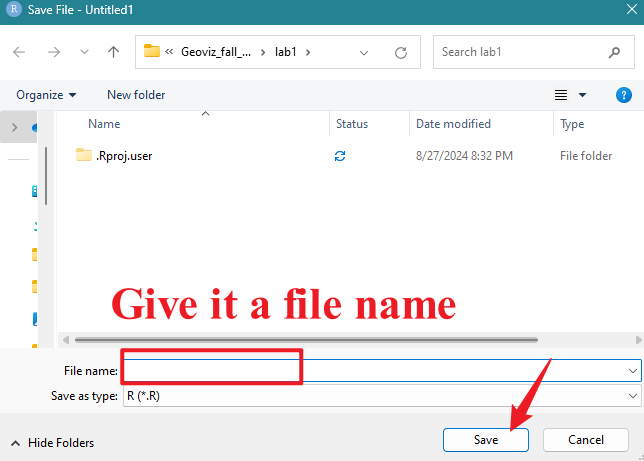 R Save File - Untitled1
« Geoviz_fall_... › lab1 ›
Search lab1
Organize
New folder
?
Name Status Date modified Type
.Rproj.user 8/27/2024 8:32 PM File folder
Give it a file name
File name:
Save as type: R (*.R)
Hide Folders
Save
Cancel